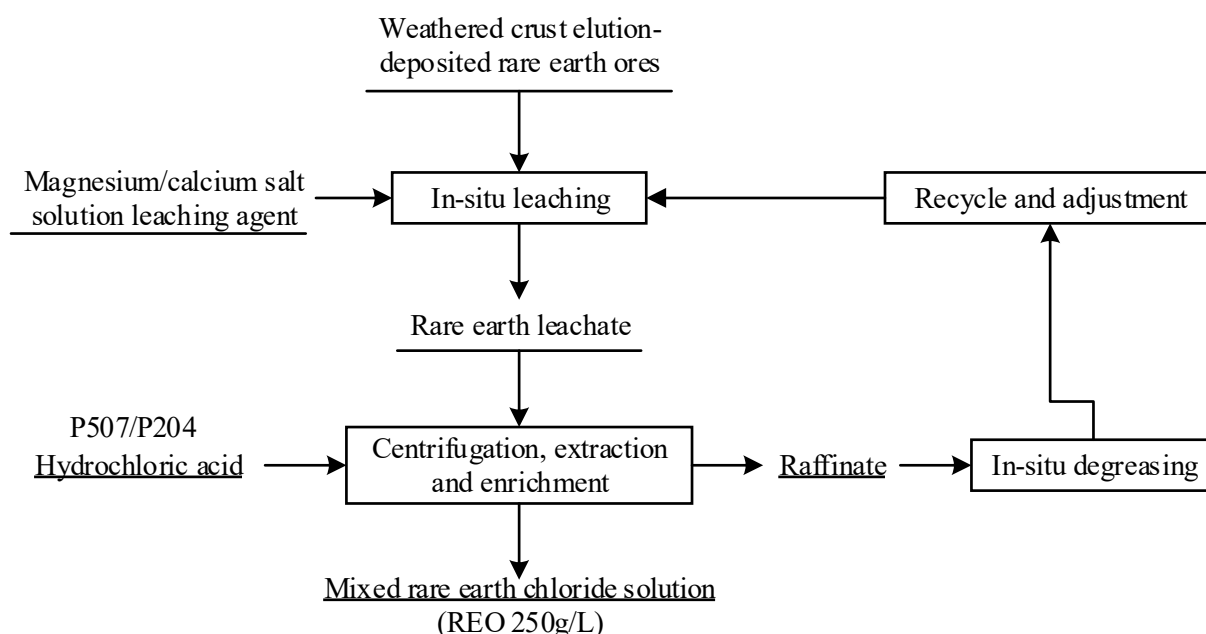 Weathered crust elution-
deposited rare earth ores
Magnesium/calcium salt
solution leaching agent
In-situ leaching
Recycle and adjustment
Rare earth leachate
P507/P204
Hydrochloric acid
Centrifugation, extraction
and enrichment
Raffinate
In-situ degreasing
Mixed rare earth chloride solution
(REO 250g/L)